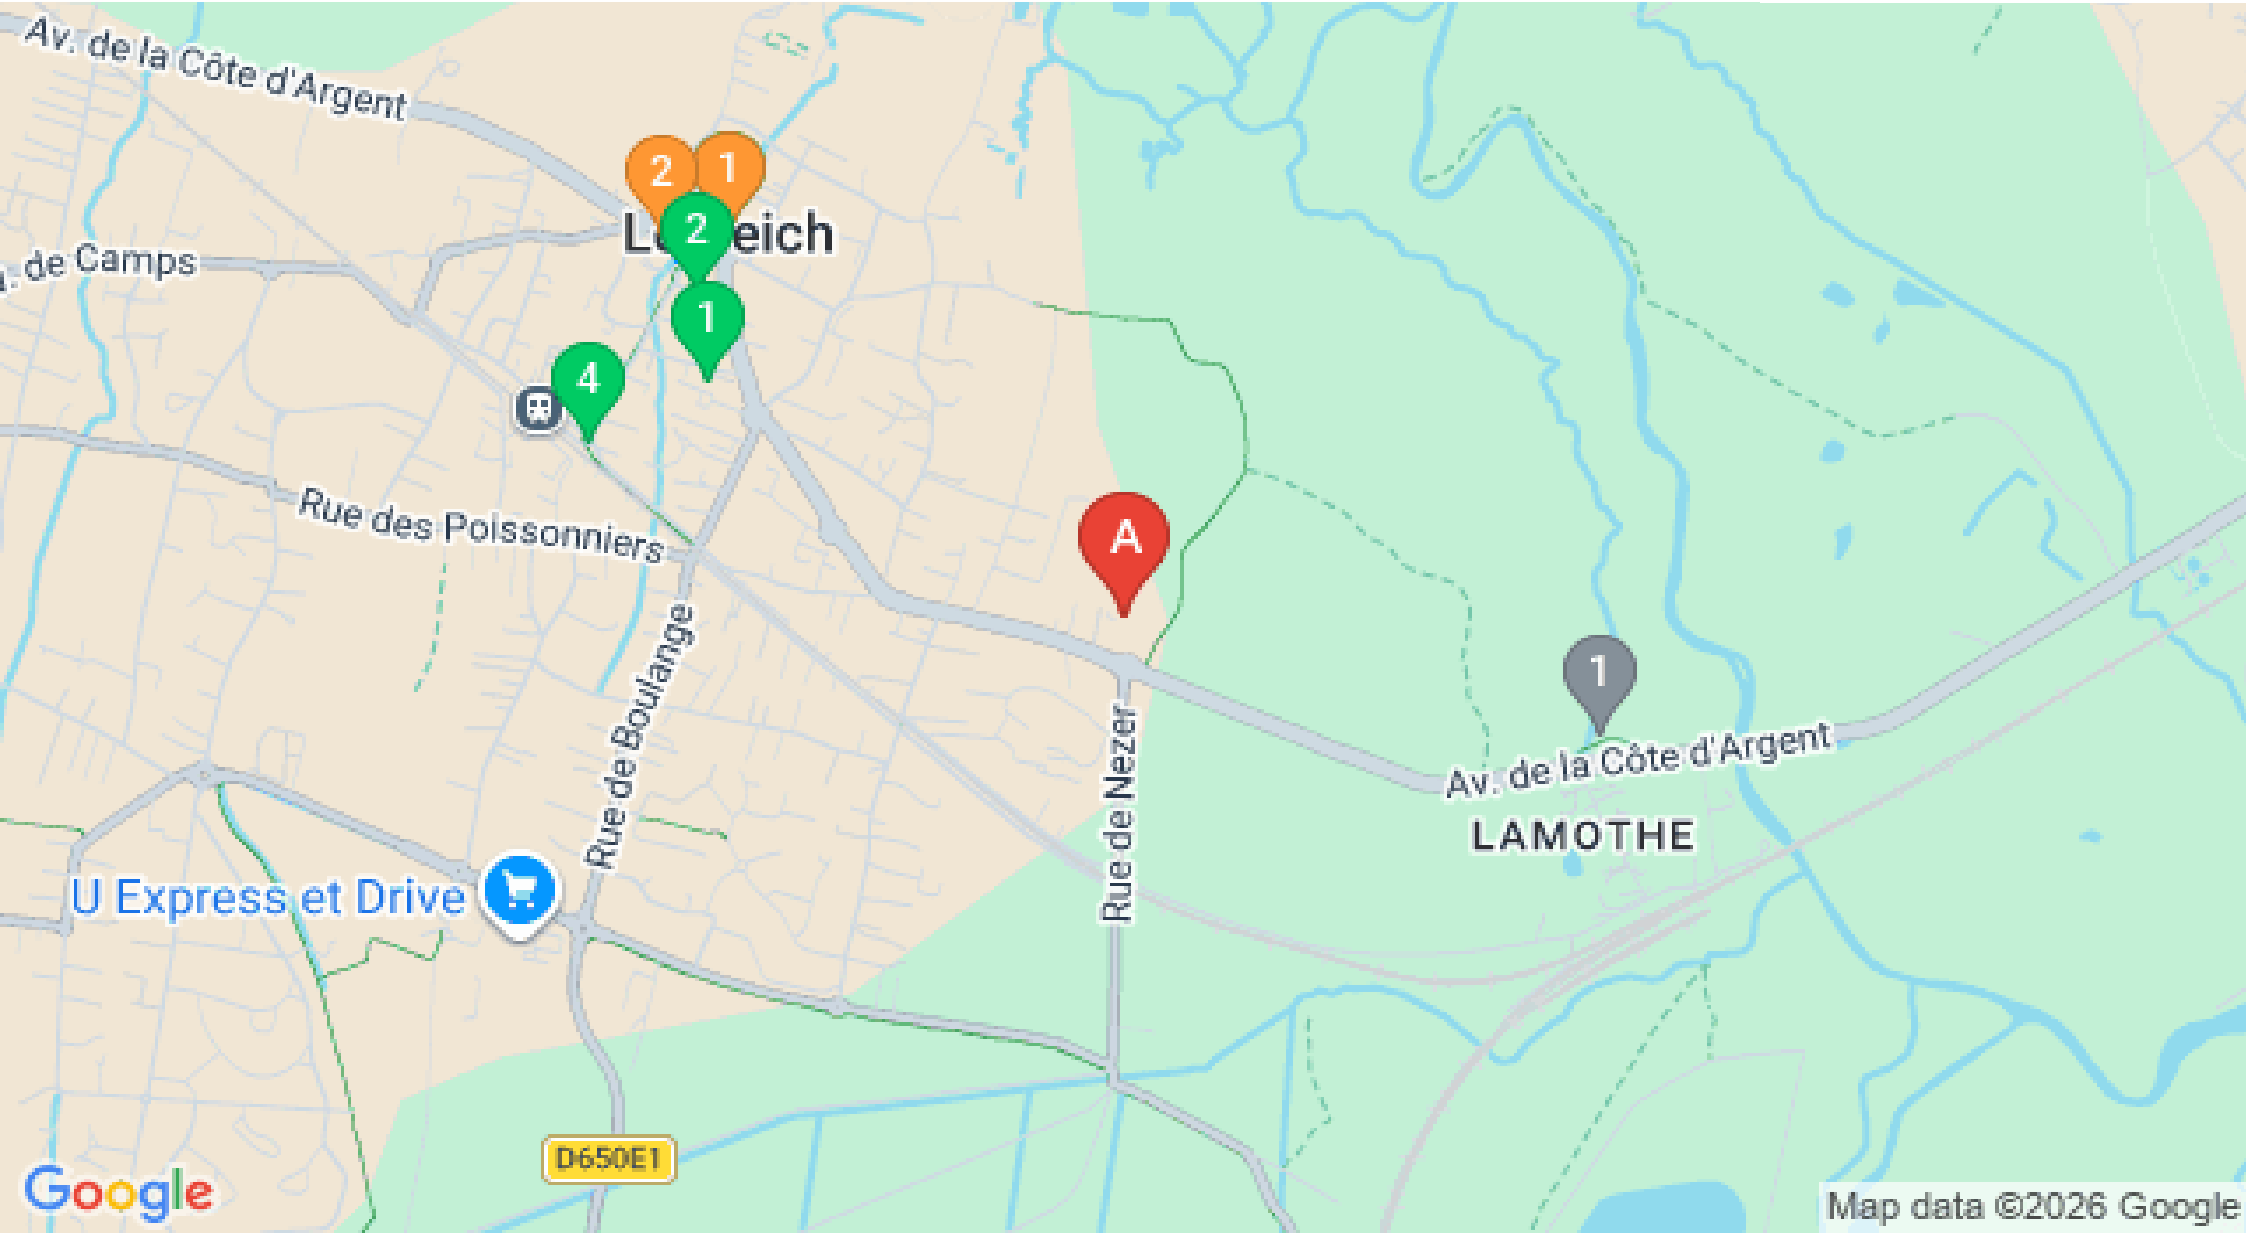 Av. de la Côte d'Argent
2
1
2
de Camps
1
4
Rue des Poissonniers
A
1
Rue de Boulange
Rue de Nezer
Av. de la Côte d'Argent
LAMOTHE
U Express et Drive
D650E1
Google
Map data ©2026 Google